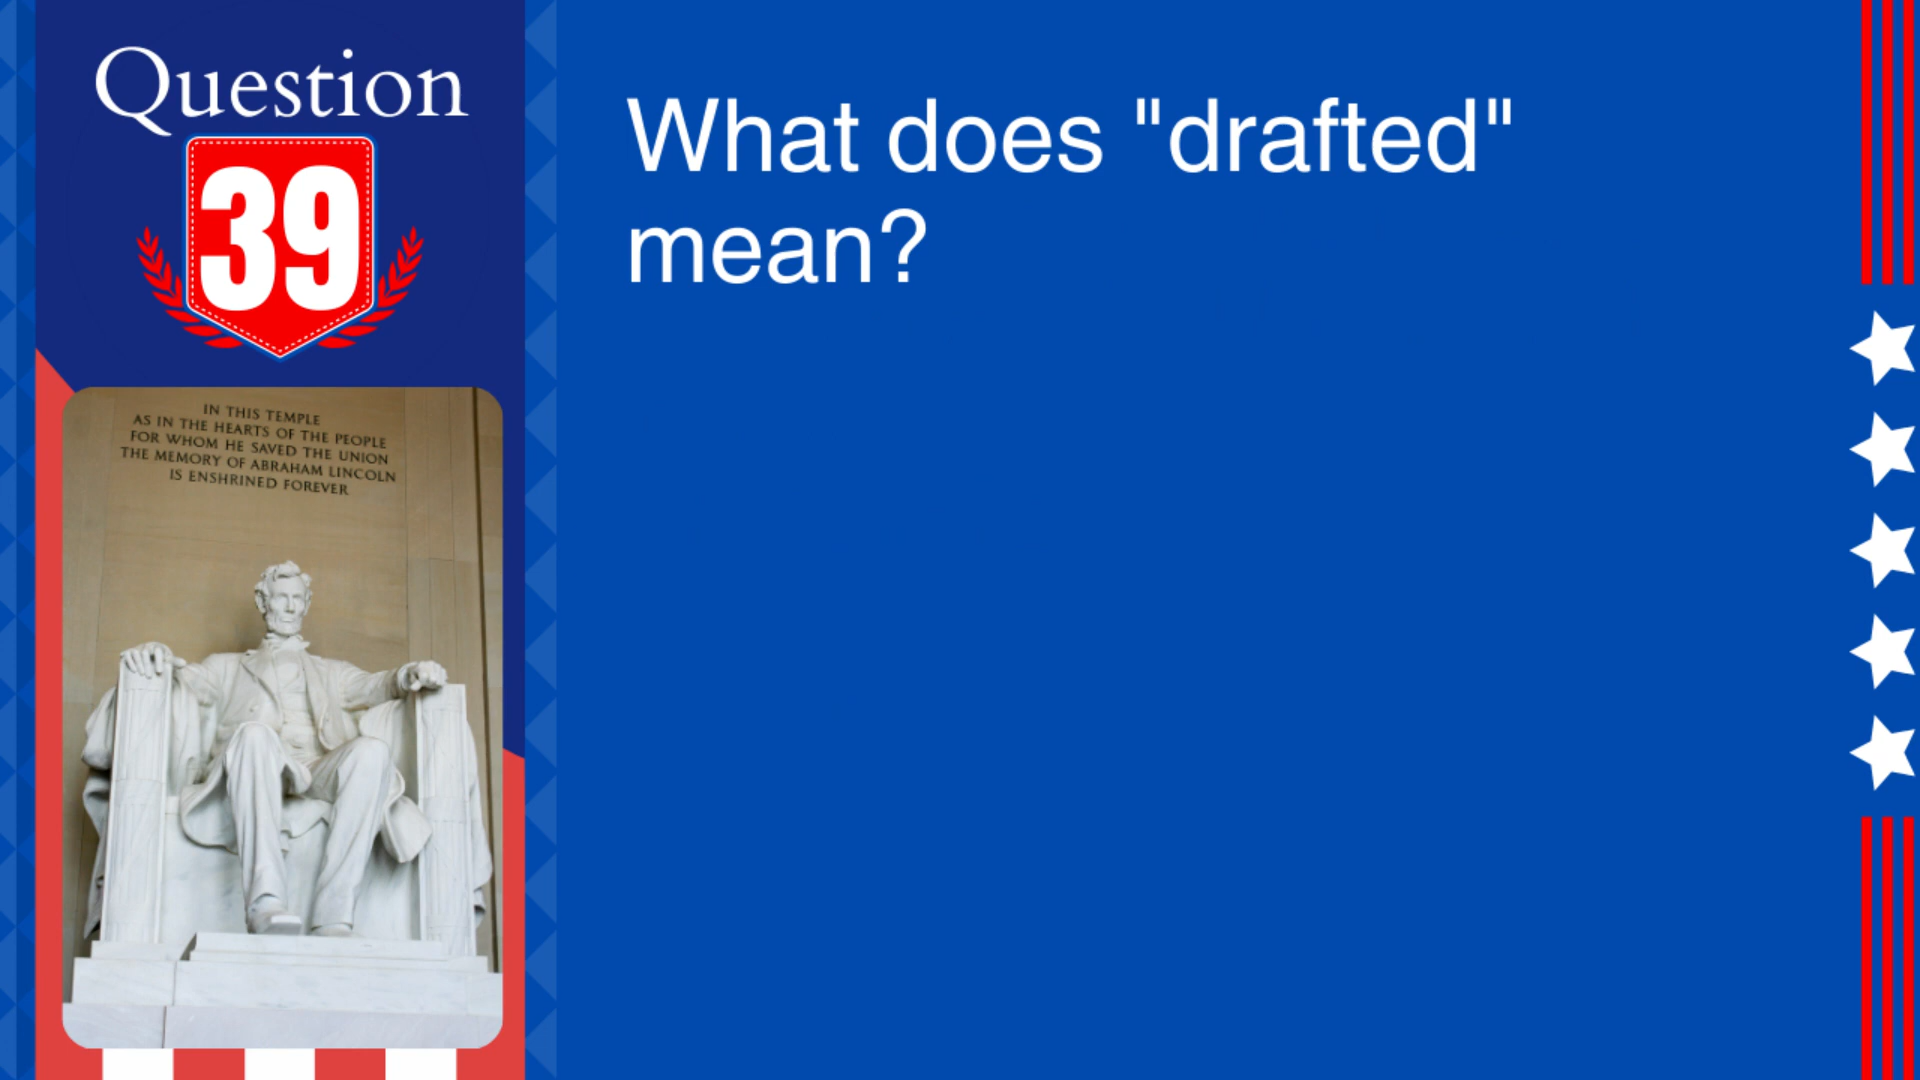 Question
39
What does "drafted"
mean?
IN THIS TEMPLE
AS IN THE HEARTS OF THE PEOPLE
FOR WHOM HE SAVED THE UNION
THE MEMORY OF ABRAHAM LINCOLN
IS ENSHRINED FOREVER